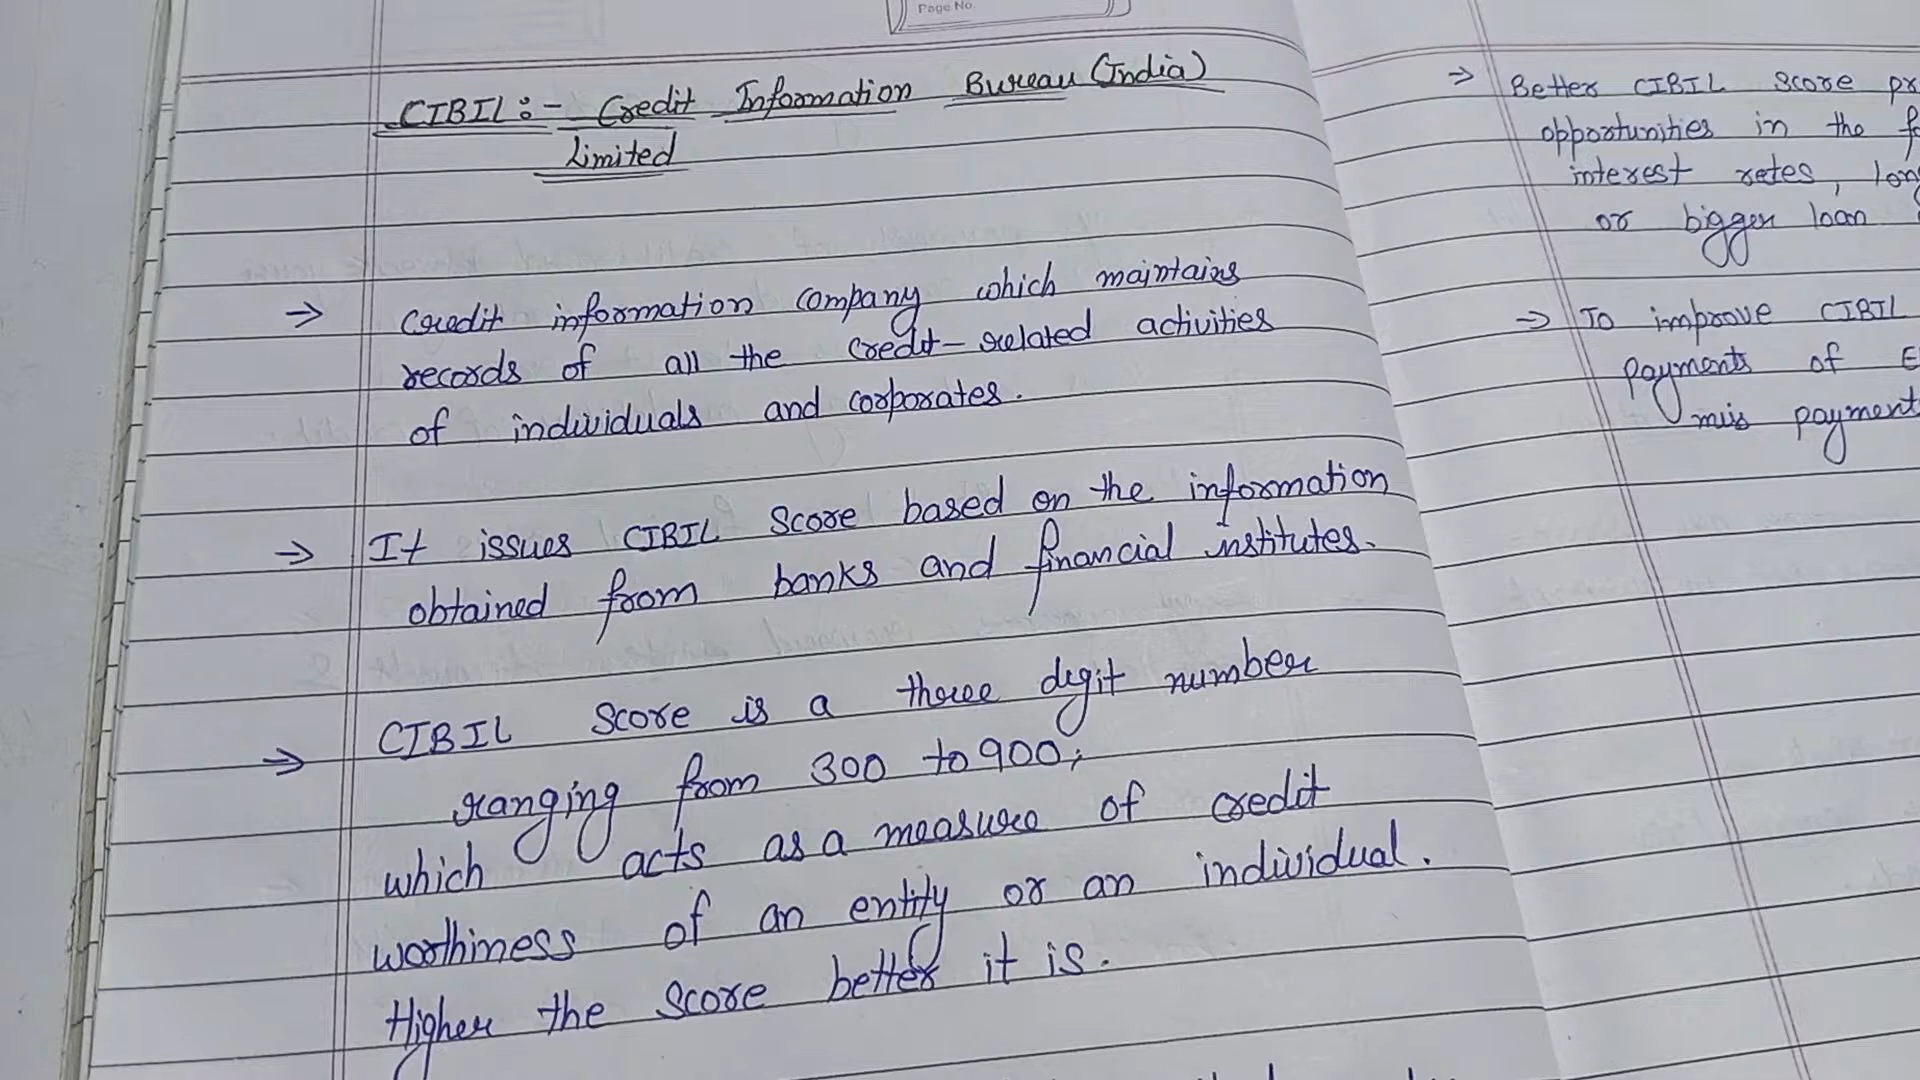 Page No.
CIBIL:- Credit Information Bureau (India)
Limited
⇒ Credit information company which maintains
records of all the credit-related activities
of individuals and corporates.
⇒ It issues CIBIL Score based on the information
obtained from banks and financial institutes.
⇒ CIBIL Score is a three digit number
ranging from 300 to 900;
which acts as a measure of credit
worthiness of an entity or an individual.
Higher the score better it is.
⇒ Better CIBIL Score
opportunities in the
interest retes,
or bigger loan
⇒ To improve CIBIL
payments of
mis payment